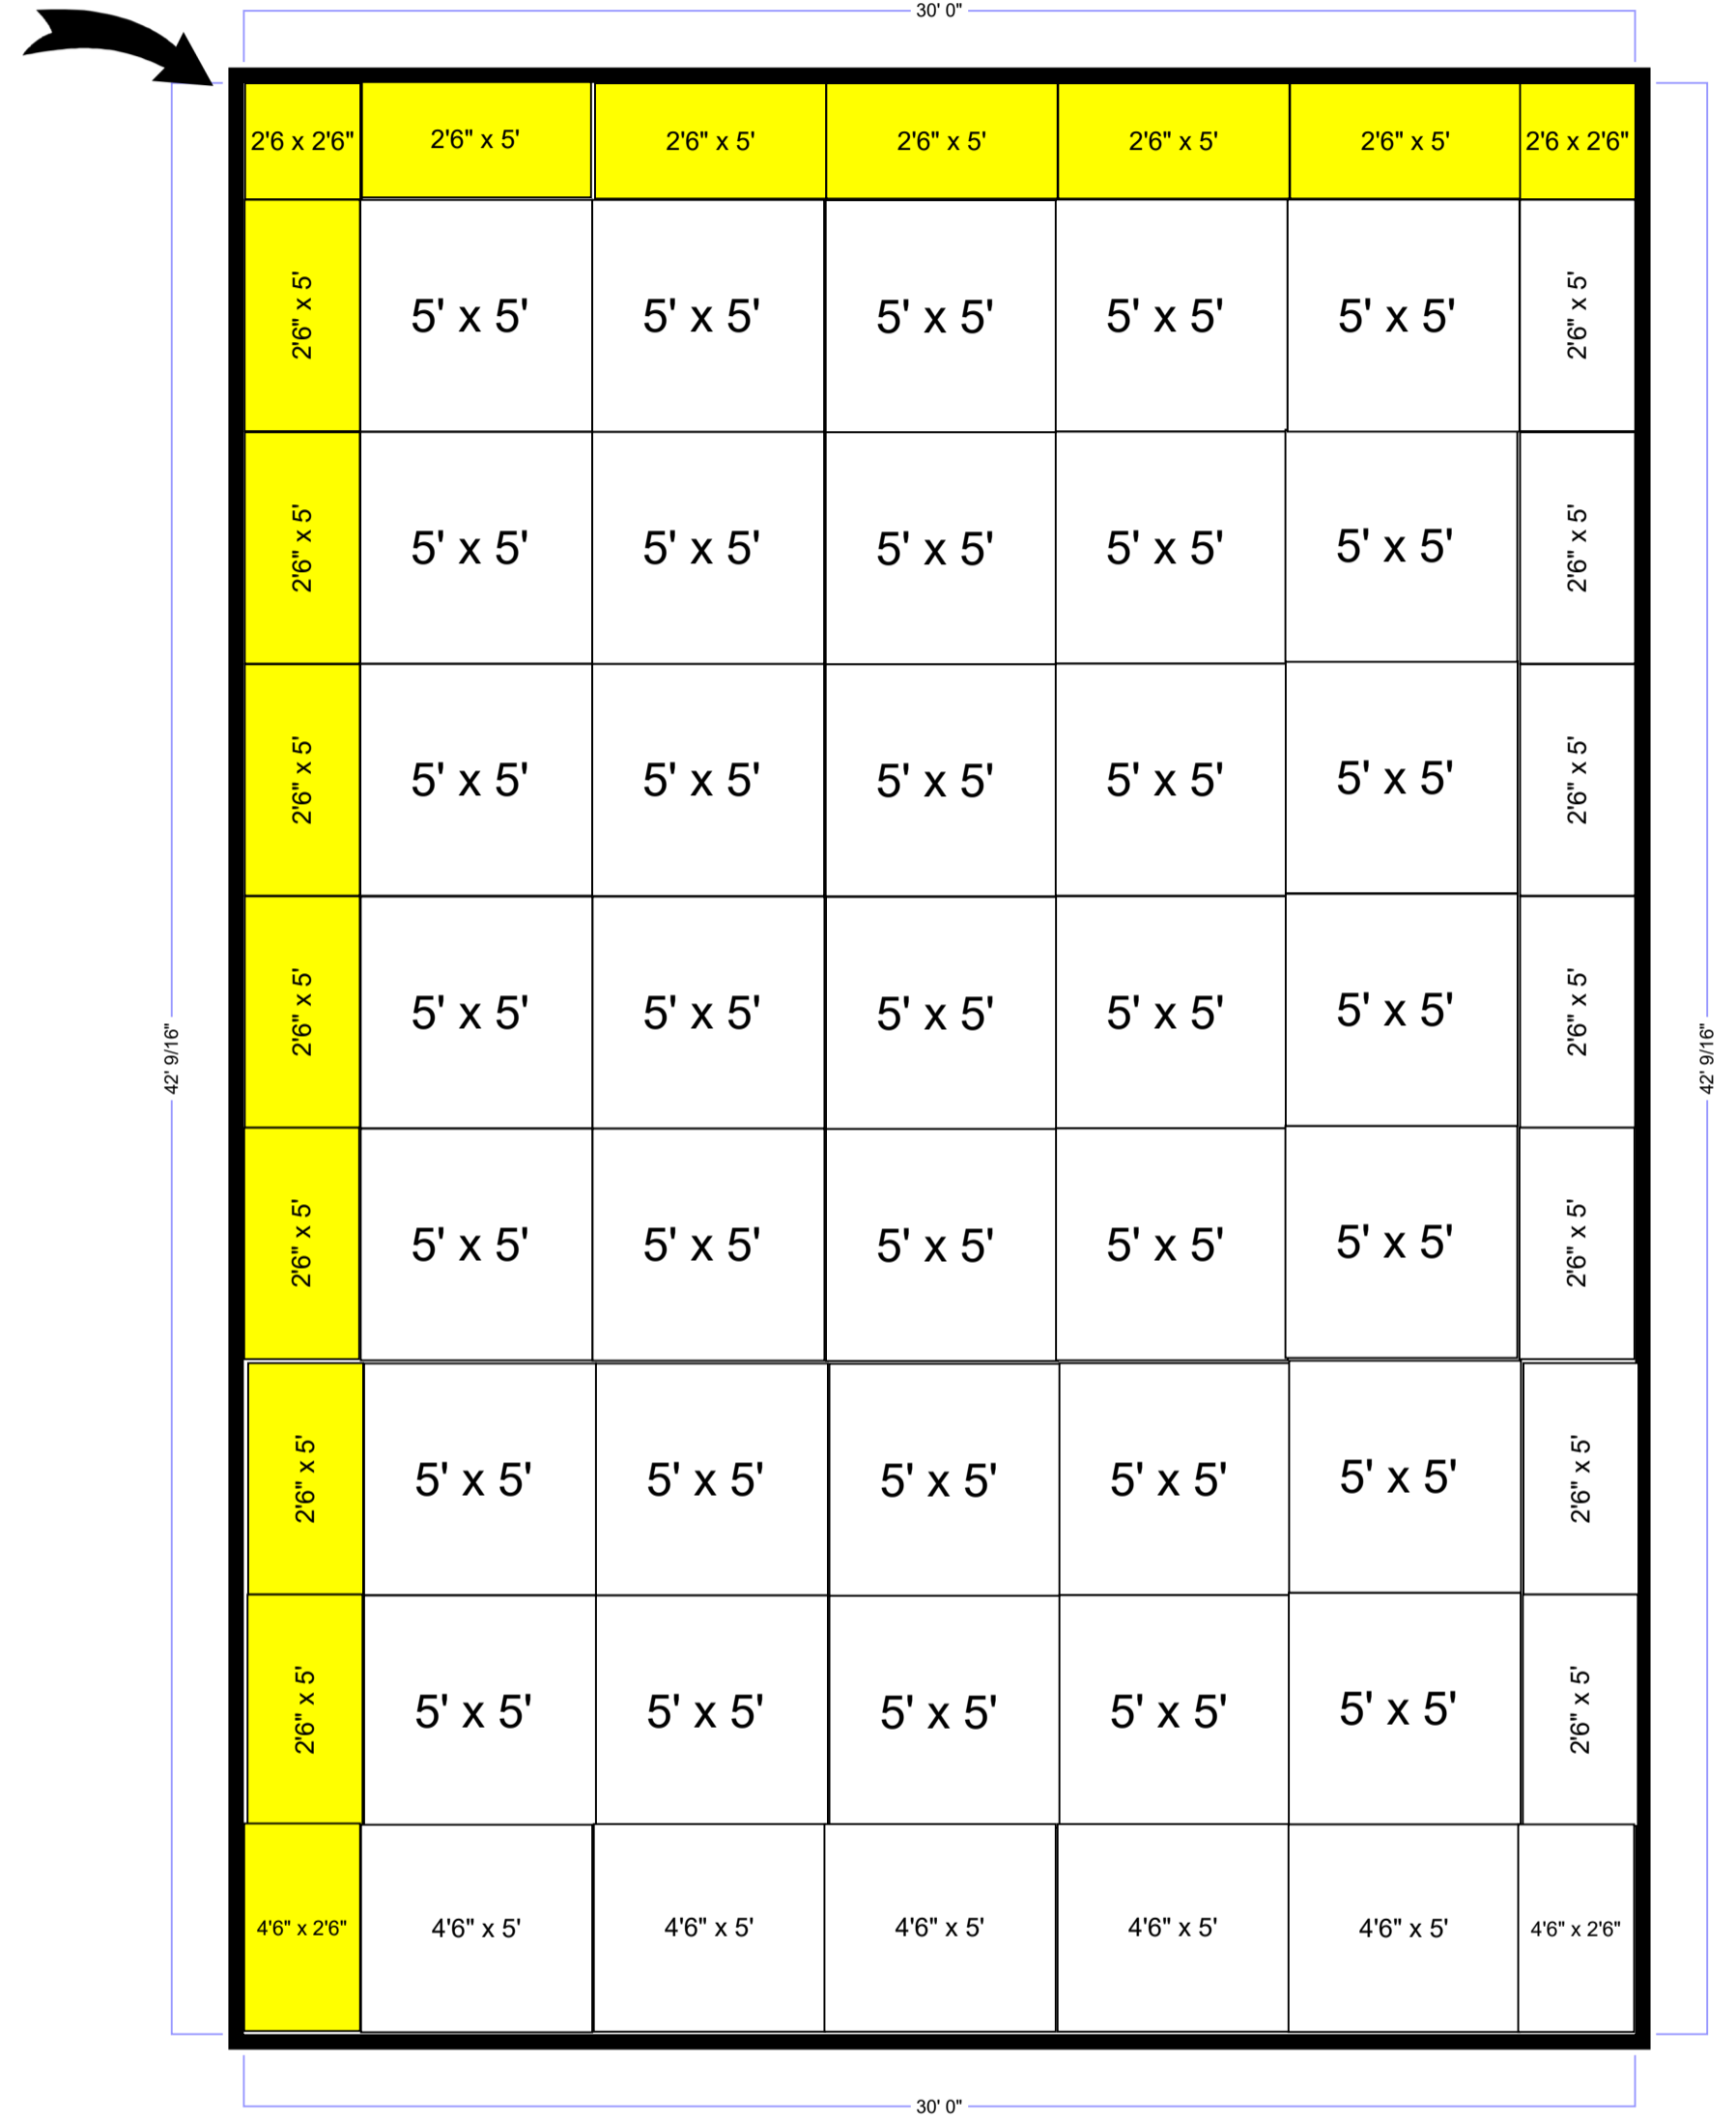 30' 0"
2'6 x 2'6" 2'6" x 5' 2'6" x 5' 2'6" x 5' 2'6" x 5' 2'6" x 5' 2'6 x 2'6"
2'6" x 5' 5' x 5' 5' x 5' 5' x 5' 5' x 5' 5' x 5' 2'6" x 5'
2'6" x 5' 5' x 5' 5' x 5' 5' x 5' 5' x 5' 5' x 5' 2'6" x 5'
2'6" x 5' 5' x 5' 5' x 5' 5' x 5' 5' x 5' 5' x 5' 2'6" x 5'
2'6" x 5' 5' x 5' 5' x 5' 5' x 5' 5' x 5' 5' x 5' 2'6" x 5'
42' 9/16"
42' 9/16"
2'6" x 5' 5' x 5' 5' x 5' 5' x 5' 5' x 5' 5' x 5' 2'6" x 5'
2'6" x 5' 5' x 5' 5' x 5' 5' x 5' 5' x 5' 5' x 5' 2'6" x 5'
2'6" x 5' 5' x 5' 5' x 5' 5' x 5' 5' x 5' 5' x 5' 2'6" x 5'
4'6" x 2'6" 4'6" x 5' 4'6" x 5' 4'6" x 5' 4'6" x 5' 4'6" x 5' 4'6" x 2'6"
30' 0"